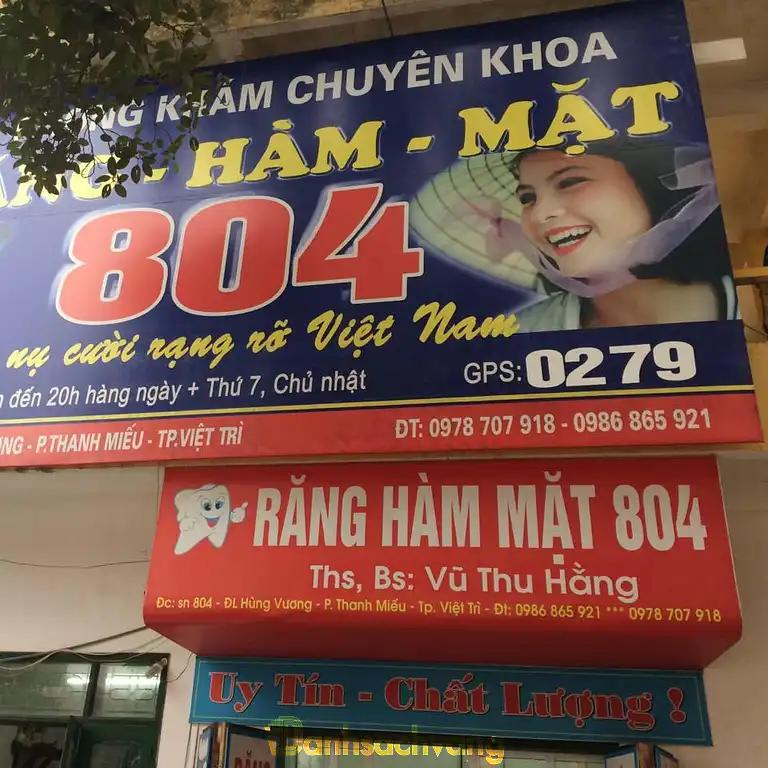 KHẤM CHUYÊN KHOA
- HÀM - MẶT
804
nụ cười rạng rỡ Việt Nam
đến 20h hàng ngày + Thứ 7, Chủ nhật
GPS: 0279
- P.THANH MIẾU - TP.VIỆT TRÌ
ĐT: 0978 707 918 - 0986 865 921
RĂNG HÀM MẶT 804
Ths, Bs: Vũ Thu Hằng
Đc: sn 804 - ĐL Hùng Vương - P. Thanh Miếu - Tp. Việt Trì - Đt: 0986 865 921 *** 0978 707 918
Uy Tín - Chất Lượng !
Danhsachvang
RĂNG